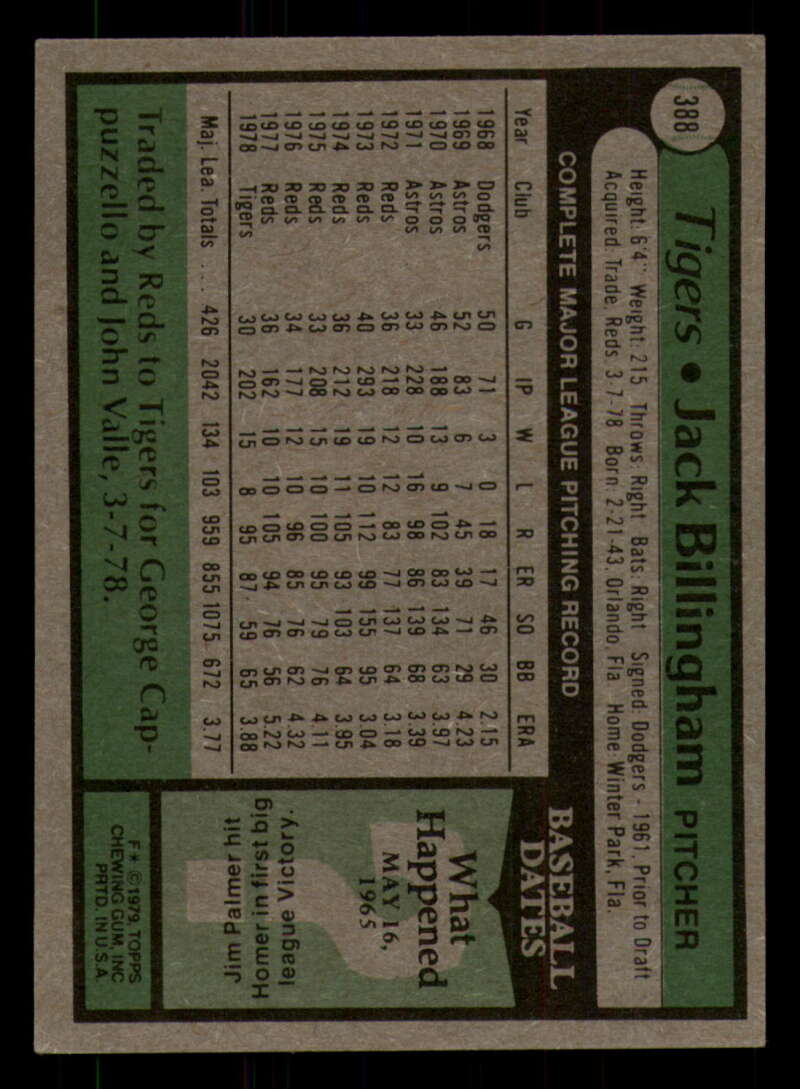 388
Tigers • Jack Billingham PITCHER
Height: 6'4" Weight: 215 Throws: Right Bats: Right Signed: Dodgers - 1961, Prior to Draft
Acquired: Trade, Reds 3-7-78 Born: 2-21-43, Orlando, Fla Home: Winter Park, Fla.
COMPLETE MAJOR LEAGUE PITCHING RECORD
Year Club G IP W L R ER SO BB ERA
1968 Dodgers 50 71 3 0 18 17 46 30 2.15
1969 Astros 52 83 6 7 45 39 71 29 4.23
1970 Astros 46 188 13 9 102 83 134 63 3.97
1971 Astros 33 228 10 16 98 86 139 68 3.39
1972 Reds 36 218 12 12 83 77 137 64 3.18
1973 Reds 40 293 19 10 112 99 155 95 3.04
1974 Reds 36 212 19 11 105 93 103 64 3.95
1975 Reds 33 208 15 10 100 95 79 76 4.11
1976 Reds 34 177 12 10 96 85 76 62 4.32
1977 Reds 36 162 10 10 105 94 76 56 5.22
1978 Tigers 30 202 15 8 95 87 59 65 3.88
Maj. Lea. Totals . . . 426 2042 134 103 959 855 1075 672 3.77
Traded by Reds to Tigers for George Cap-
puzzello and John Valle, 3-7-78.
BASEBALL
DATES
What
Happened
MAY 16,
1965
Jim Palmer hit
Homer in first big
league Victory.
F* © 1979, TOPPS
CHEWING GUM, INC
PRTD. IN U.S.A.